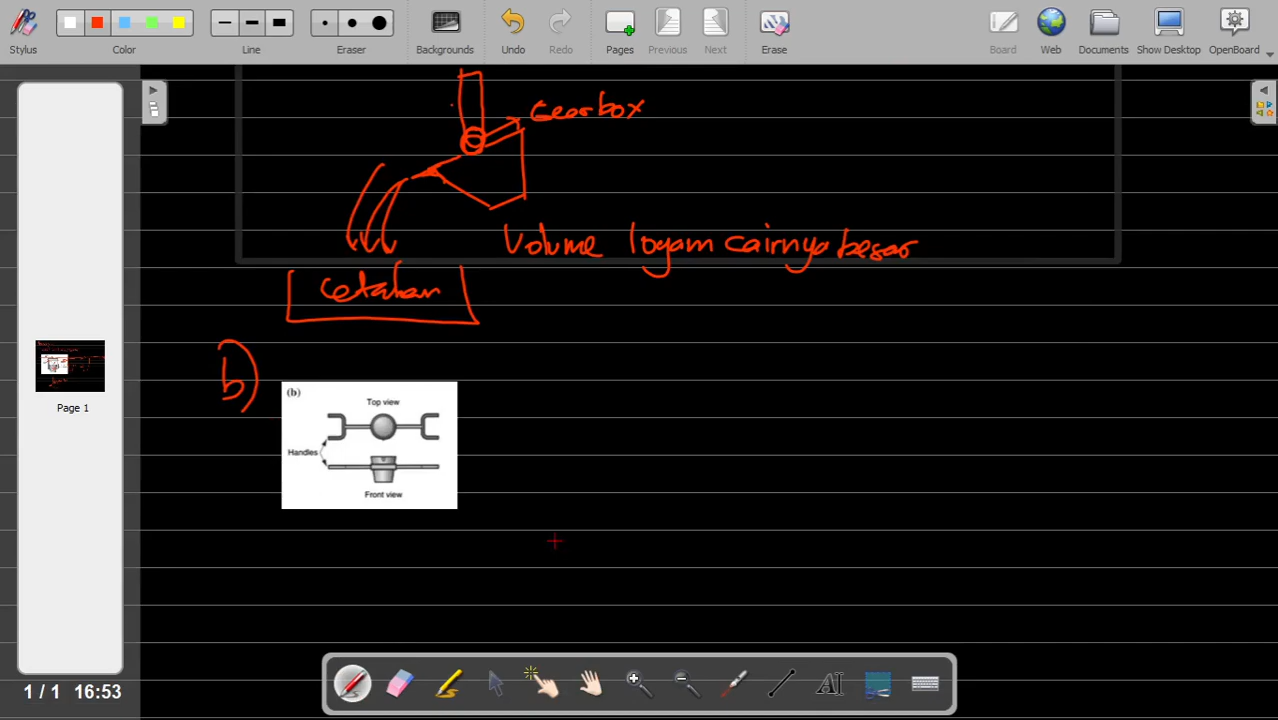 Stylus
Color
Line
Eraser
Backgrounds
Undo
Redo
Pages
Previous
Next
Erase
Board
Web
Documents
Show Desktop
OpenBoard
Gearbox
Volume logam cairnya besar
Cetakan
b)
(b)
Top view
Handles
Front view
Page 1
1 / 1 16:53